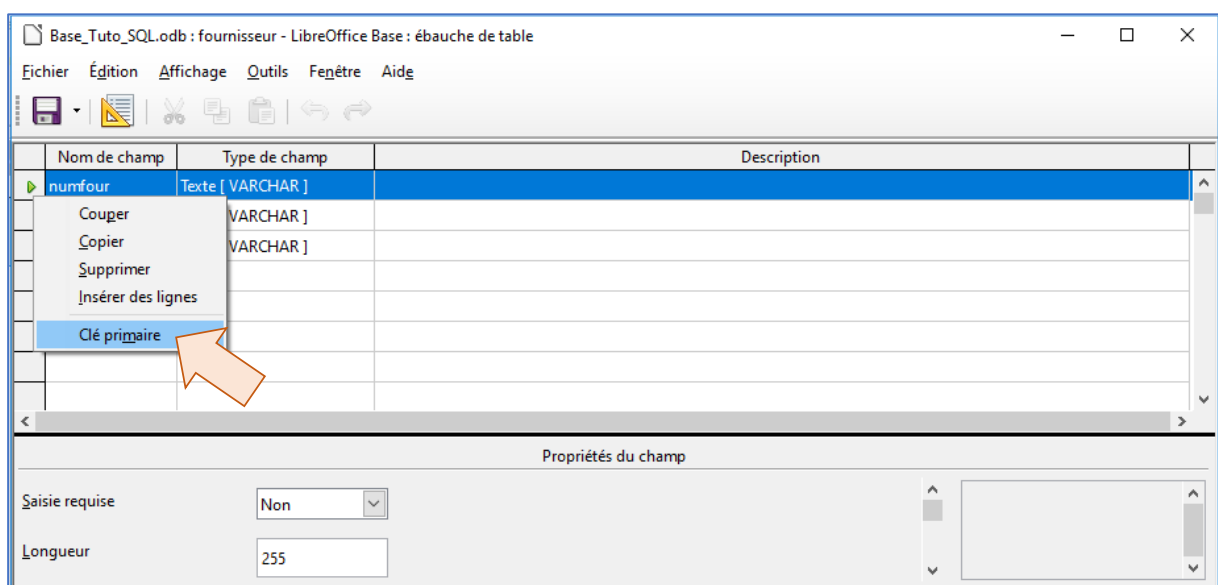 Base_Tuto_SQL.odb : fournisseur - LibreOffice Base : ébauche de table
Fichier Édition Affichage Outils Fenêtre Aide
Nom de champ Type de champ Description
numfour Texte [ VARCHAR ]
Couper VARCHAR ]
Copier VARCHAR ]
Supprimer
Insérer des lignes
Clé primaire
Propriétés du champ
Saisie requise Non
Longueur 255